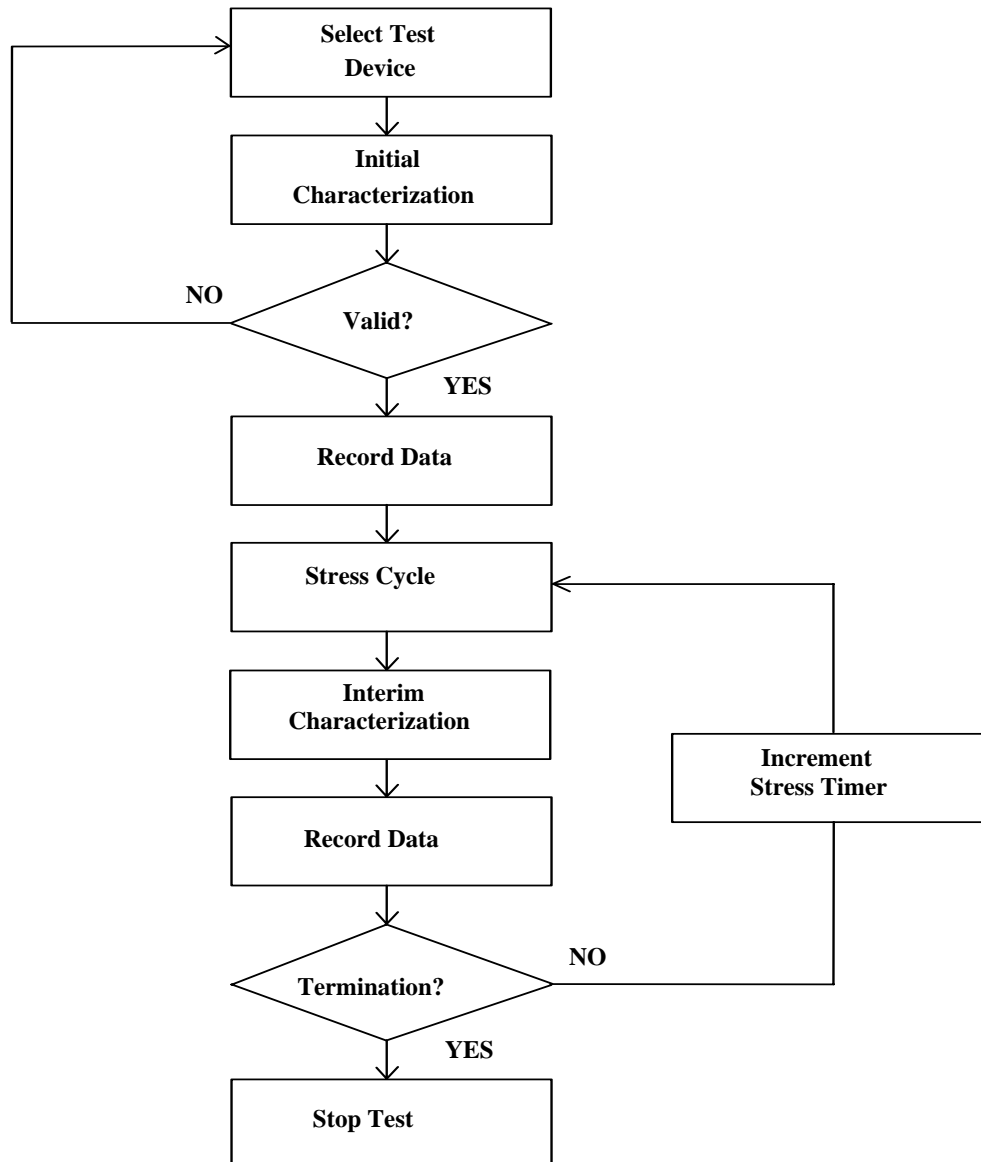 Select Test
Device
Initial
Characterization
NO
Valid?
YES
Record Data
Stress Cycle
Interim
Characterization
Increment
Stress Timer
Record Data
NO
Termination?
YES
Stop Test